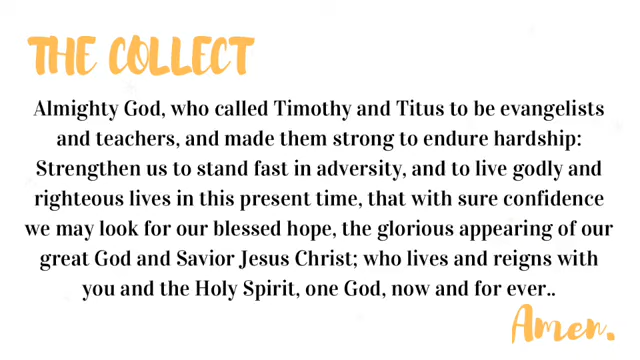 THE COLLECT
Almighty God, who called Timothy and Titus to be evangelists
and teachers, and made them strong to endure hardship:
Strengthen us to stand fast in adversity, and to live godly and
righteous lives in this present time, that with sure confidence
we may look for our blessed hope, the glorious appearing of our
great God and Savior Jesus Christ; who lives and reigns with
you and the Holy Spirit, one God, now and for ever..
Amen.